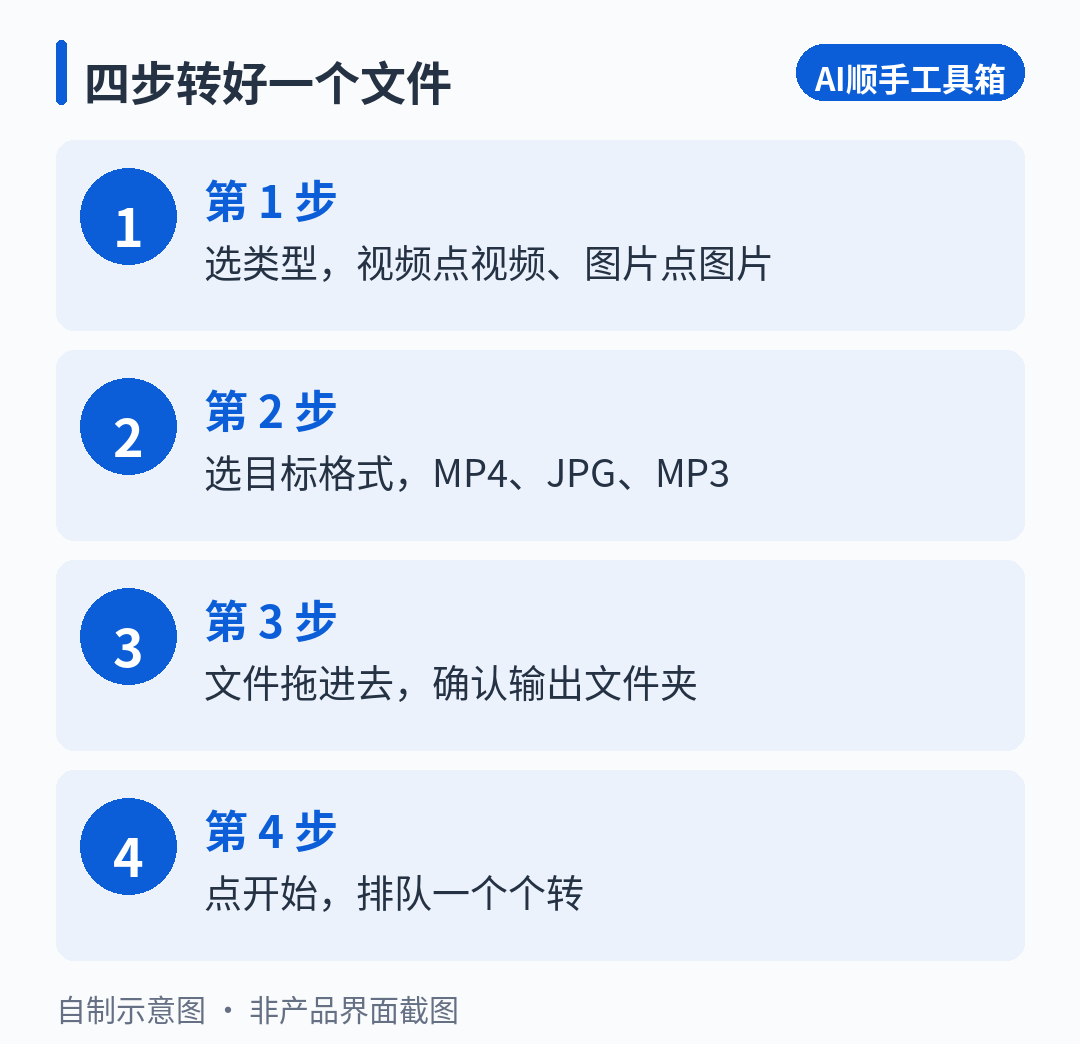 四步转好一个文件
AI顺手工具箱
1
第 1 步
选类型，视频点视频、图片点图片
2
第 2 步
选目标格式，MP4、JPG、MP3
3
第 3 步
文件拖进去，确认输出文件夹
4
第 4 步
点开始，排队一个个转
自制示意图 · 非产品界面截图